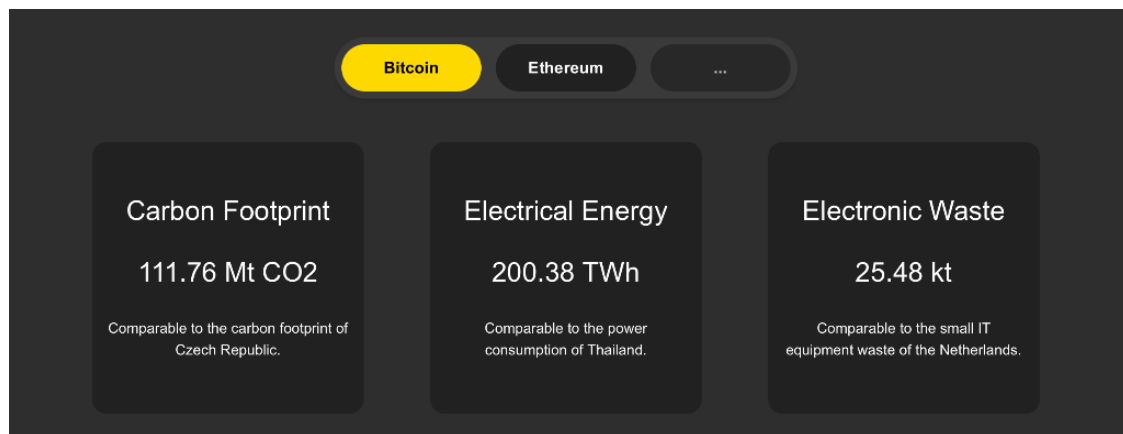 Bitcoin
Ethereum
...
Carbon Footprint
111.76 Mt CO2
Comparable to the carbon footprint of
Czech Republic.
Electrical Energy
200.38 TWh
Comparable to the power
consumption of Thailand.
Electronic Waste
25.48 kt
Comparable to the small IT
equipment waste of the Netherlands.